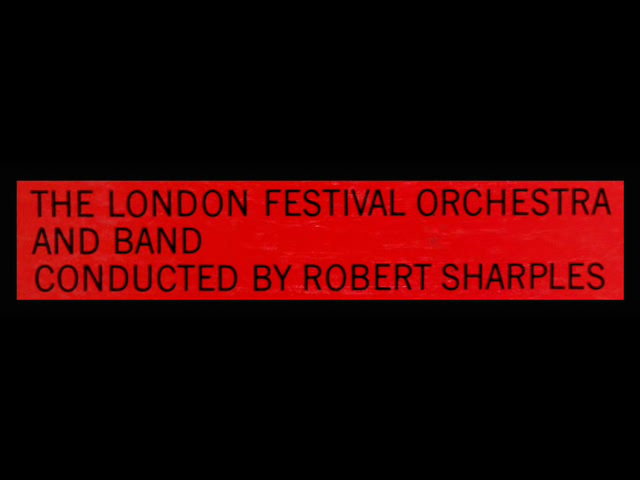 THE LONDON FESTIVAL ORCHESTRA
AND BAND
CONDUCTED BY ROBERT SHARPLES